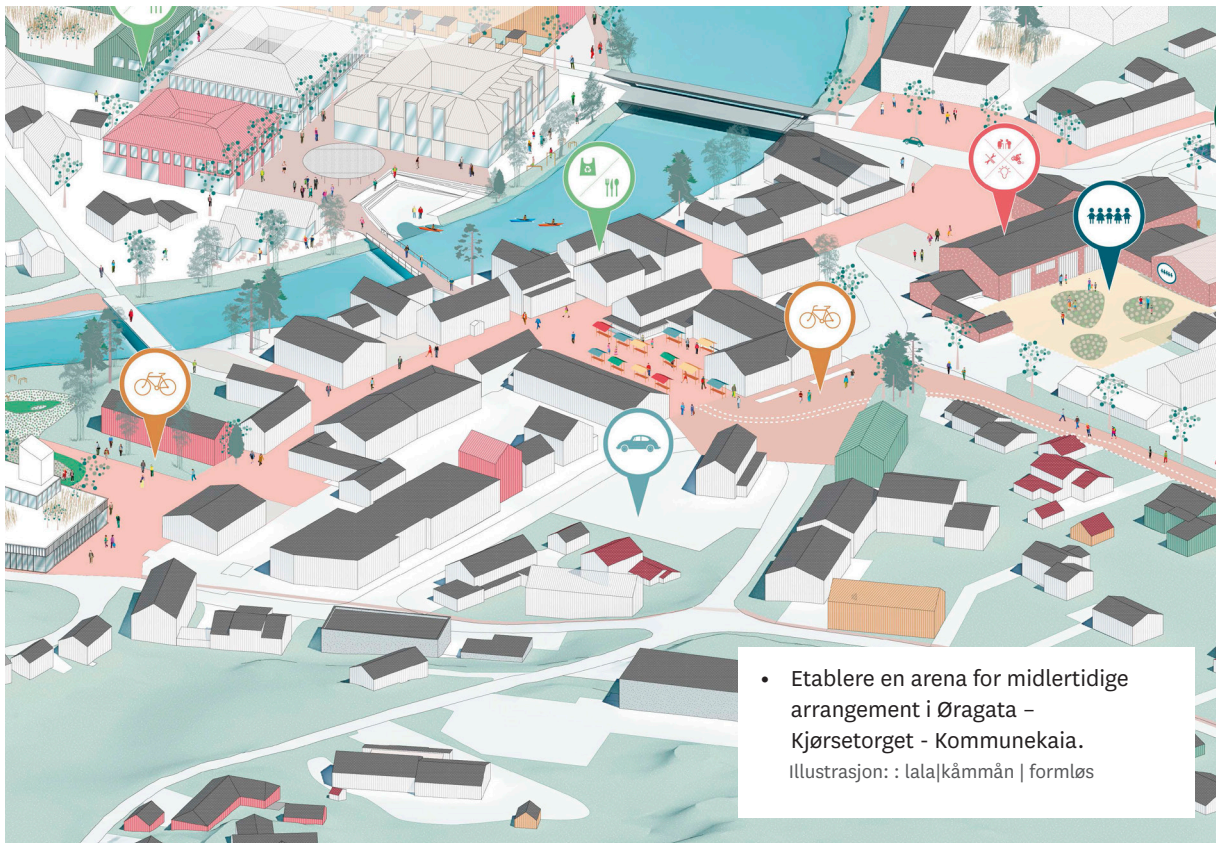 • Etablere en arena for midlertidige
arrangement i Øragata –
Kjørsetorget - Kommunekaia.
Illustrasjon: : lala|kåmmån | formløs